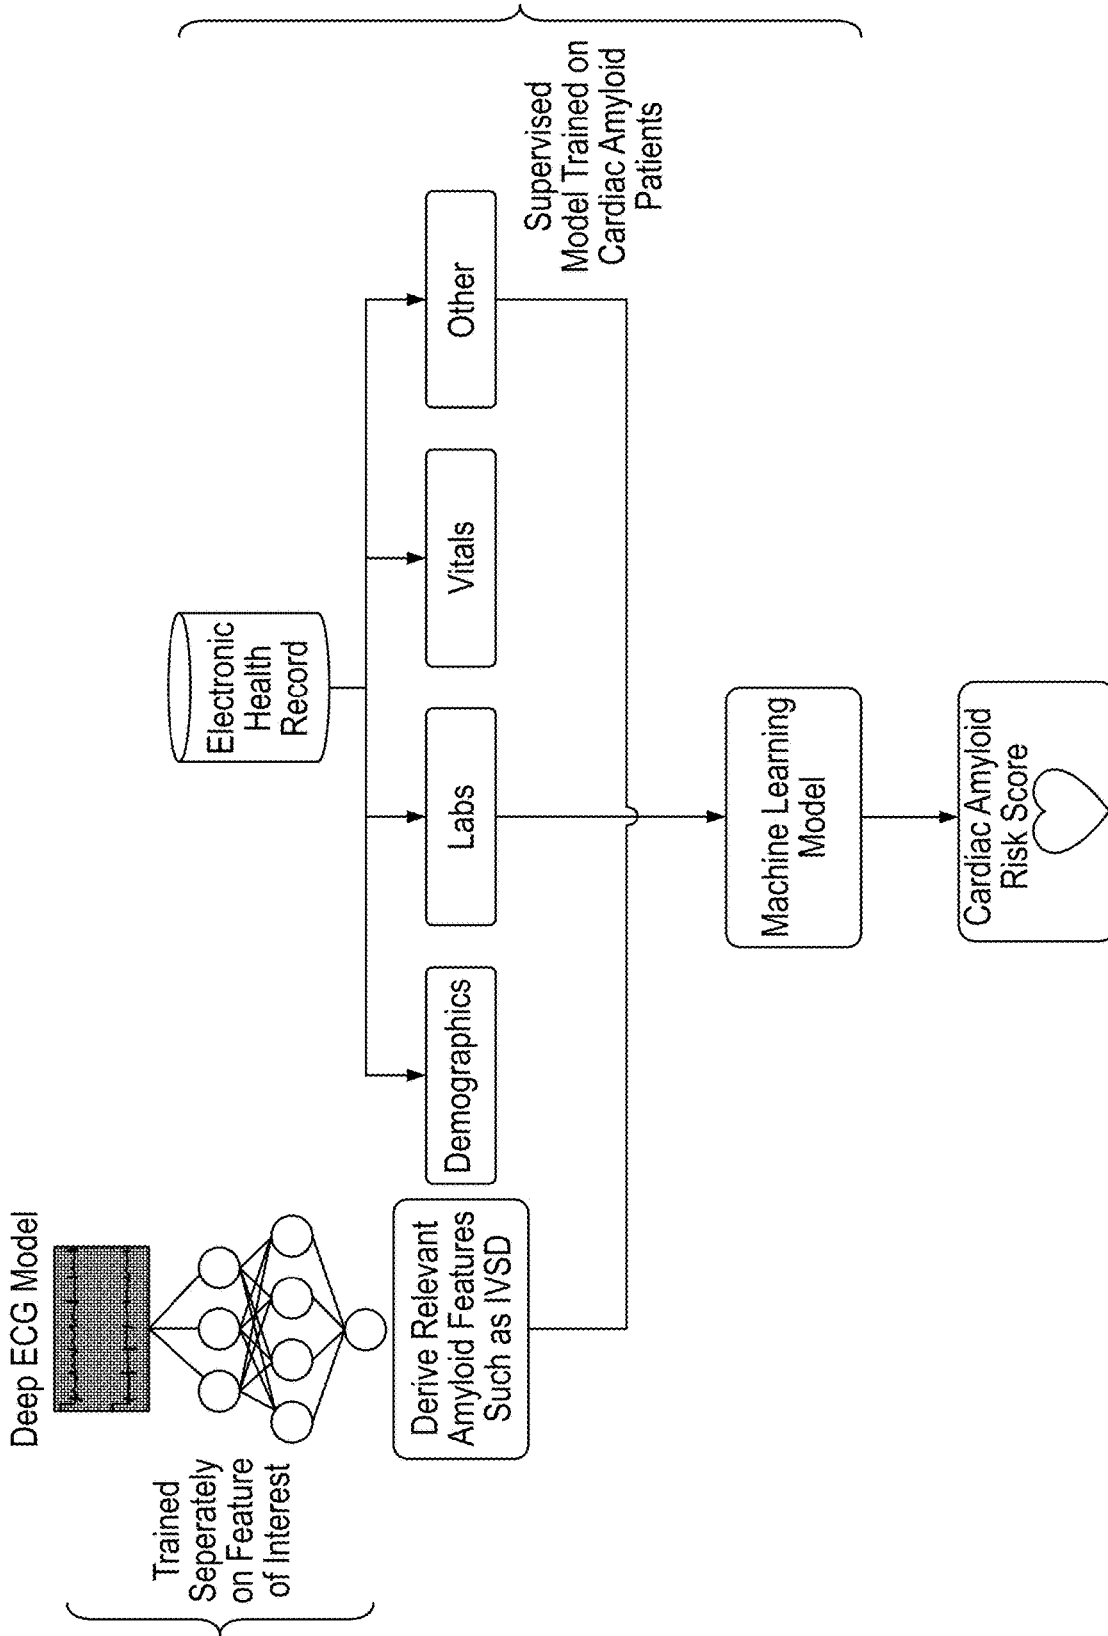 Deep ECG Model
Trained
Seperately
on Feature
of Interest
Derive Relevant
Amyloid Features
Such as IVSD
Electronic
Health
Record
Demographics
Labs
Vitals
Other
Supervised
Model Trained on
Cardiac Amyloid
Patients
Machine Learning
Model
Cardiac Amyloid
Risk Score